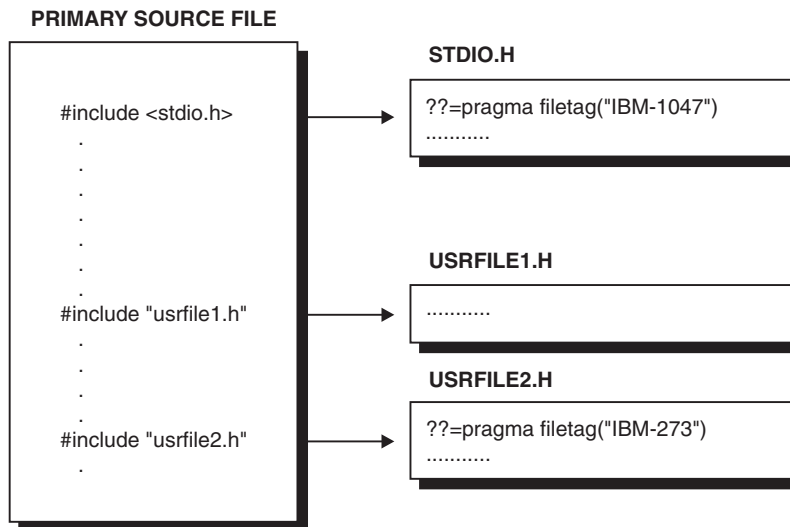 PRIMARY SOURCE FILE
#include <stdio.h>
.
.
.
.
.
.
.
#include "usrfile1.h"
.
.
.
.
#include "usrfile2.h"
.
STDIO.H
??=pragma filetag("IBM-1047")
...........
USRFILE1.H
...........
USRFILE2.H
??=pragma filetag("IBM-273")
...........